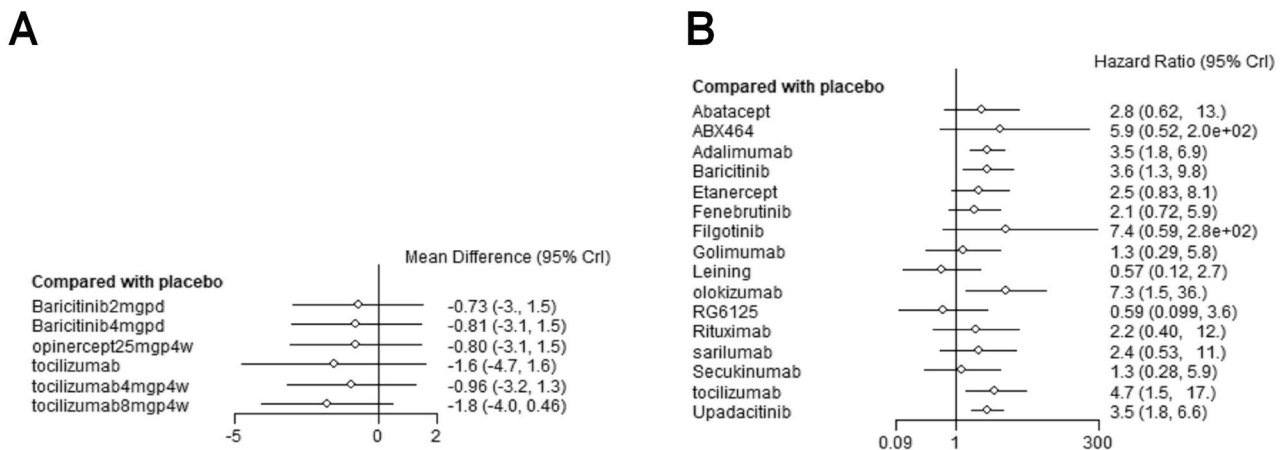 A
Mean Difference (95% CrI)
Compared with placebo
Baricitinib2mgpd -0.73 (-3., 1.5)
Baricitinib4mgpd -0.81 (-3.1, 1.5)
opinercept25mgp4w -0.80 (-3.1, 1.5)
tocilizumab -1.6 (-4.7, 1.6)
tocilizumab4mgp4w -0.96 (-3.2, 1.3)
tocilizumab8mgp4w -1.8 (-4.0, 0.46)
-5 0 2
B
Hazard Ratio (95% CrI)
Compared with placebo
Abatacept 2.8 (0.62, 13.)
ABX464 5.9 (0.52, 2.0e+02)
Adalimumab 3.5 (1.8, 6.9)
Baricitinib 3.6 (1.3, 9.8)
Etanercept 2.5 (0.83, 8.1)
Fenebrutinib 2.1 (0.72, 5.9)
Filgotinib 7.4 (0.59, 2.8e+02)
Golimumab 1.3 (0.29, 5.8)
Leining 0.57 (0.12, 2.7)
olokizumab 7.3 (1.5, 36.)
RG6125 0.59 (0.099, 3.6)
Rituximab 2.2 (0.40, 12.)
sarilumab 2.4 (0.53, 11.)
Secukinumab 1.3 (0.28, 5.9)
tocilizumab 4.7 (1.5, 17.)
Upadacitinib 3.5 (1.8, 6.6)
0.09 1 300